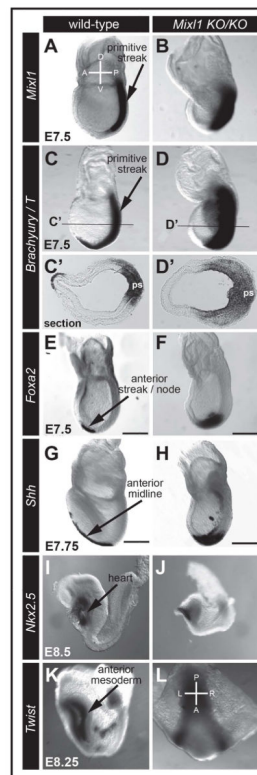 wild-type Mixl1 KO/KO
Mixl1
A
primitive
streak
B
D
A P
V
E7.5
Brachyury / T
C
primitive
streak
D
C'
D'
E7.5
C'
D'
ps
ps
section
Foxa2
E
F
anterior
streak / node
E7.5
Shh
G
H
anterior
midline
E7.75
Nkx2.5
I
heart
J
E8.5
Twist
K
anterior
mesoderm
L
P
L R
A
E8.25